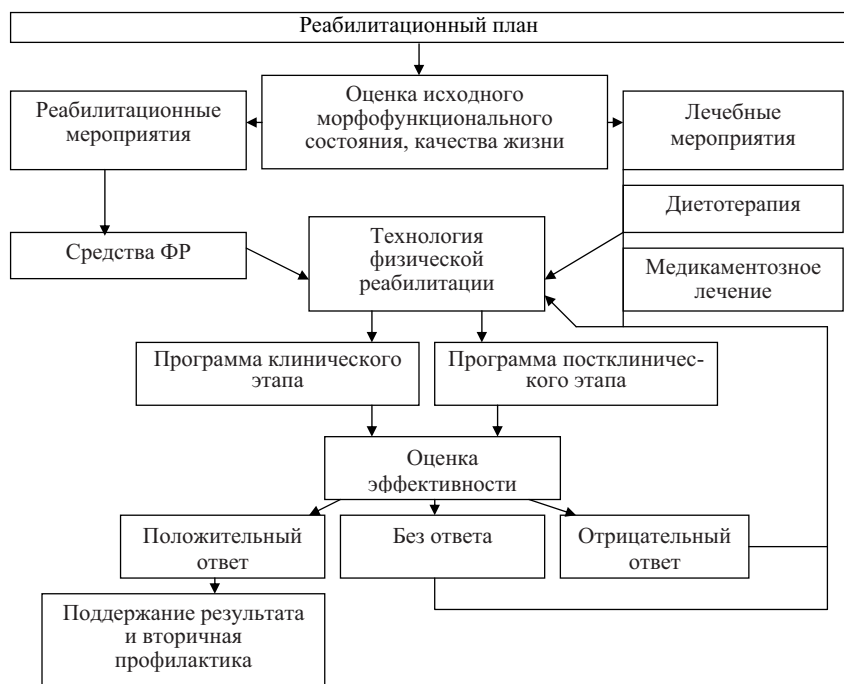 Реабилитационный план
Оценка исходного
морфофункционального
состояния, качества жизни
Реабилитационные
мероприятия
Лечебные
мероприятия
Диетотерапия
Средства ФР
Технология
физической
реабилитации
Медикаментозное
лечение
Программа клинического
этапа
Программа постклиничес-
кого этапа
Оценка
эффективности
Положительный
ответ
Без ответа
Отрицательный
ответ
Поддержание результата
и вторичная
профилактика